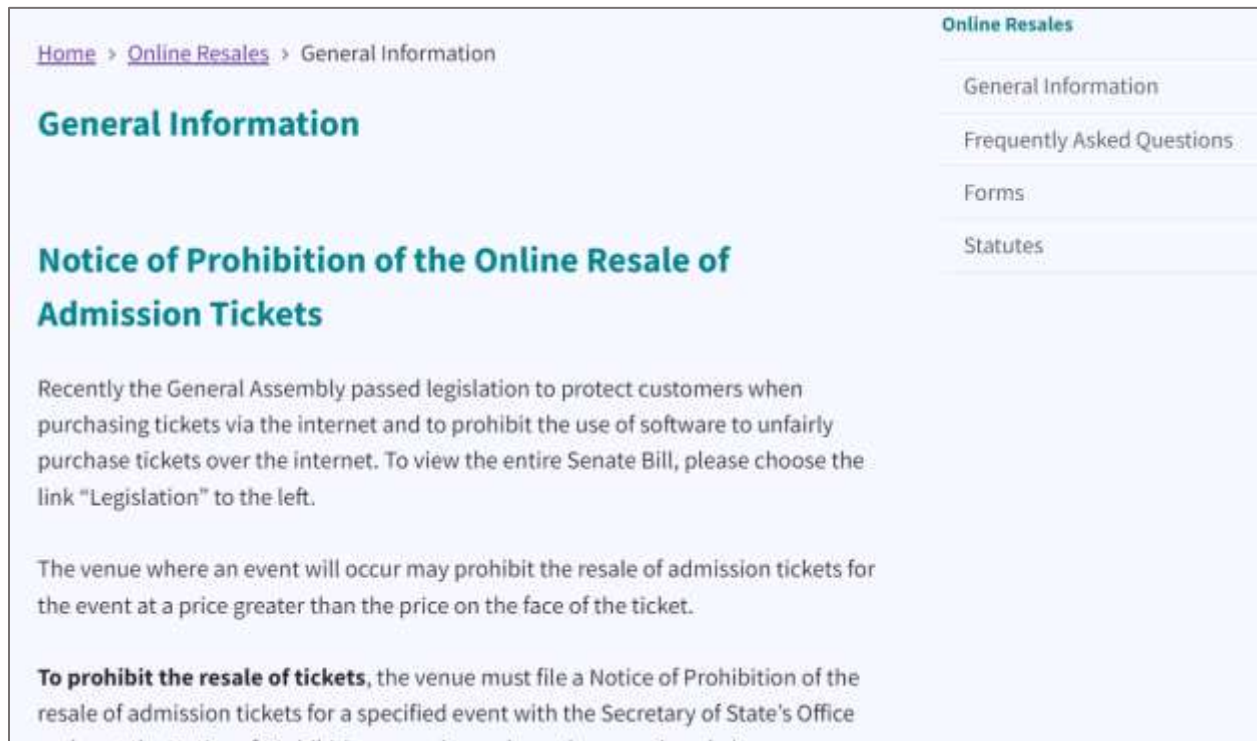 Home > Online Resales > General Information
General Information
Notice of Prohibition of the Online Resale of
Admission Tickets
Recently the General Assembly passed legislation to protect customers when
purchasing tickets via the internet and to prohibit the use of software to unfairly
purchase tickets over the internet. To view the entire Senate Bill, please choose the
link “Legislation” to the left.
The venue where an event will occur may prohibit the resale of admission tickets for
the event at a price greater than the price on the face of the ticket.
To prohibit the resale of tickets, the venue must file a Notice of Prohibition of the
resale of admission tickets for a specified event with the Secretary of State’s Office
Online Resales
General Information
Frequently Asked Questions
Forms
Statutes